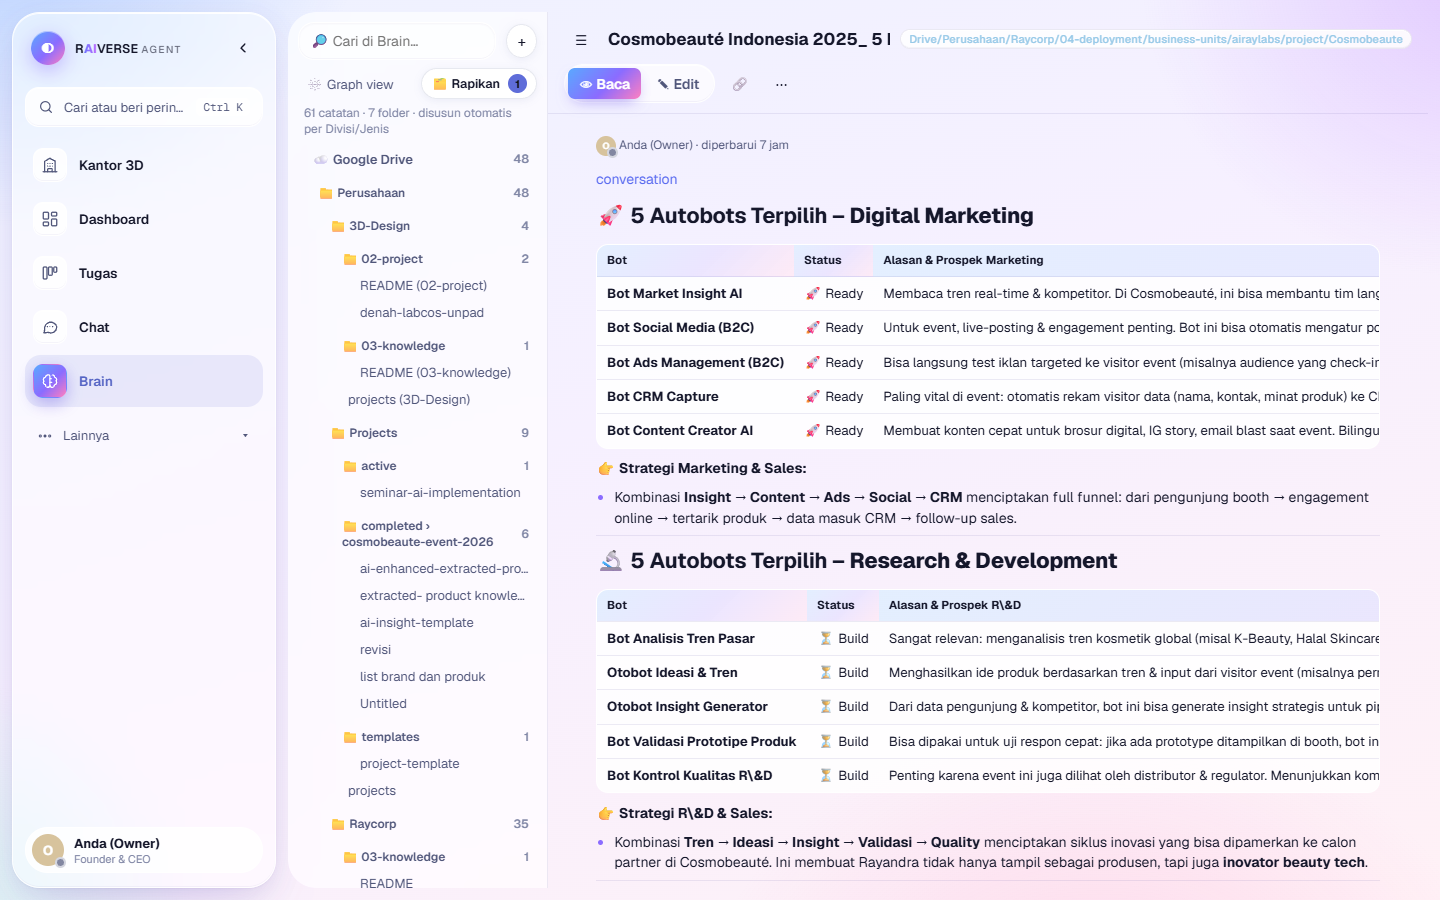 RAIVERSE AGENT
Cari atau beri perin... Ctrl K
Kantor 3D
Dashboard
Tugas
Chat
Brain
Lainnya
Anda (Owner)
Founder & CEO
Cari di Brain...
+
Graph view
Rapikan 1
61 catatan · 7 folder · disusun otomatis
per Divisi/Jenis
Google Drive 48
Perusahaan 48
3D-Design 4
02-project 2
README (02-project)
denah-labcos-unpad
03-knowledge 1
README (03-knowledge)
projects (3D-Design)
Projects 9
active 1
seminar-ai-implementation
completed ›
cosmobeaute-event-2026 6
ai-enhanced-extracted-pro...
extracted- product knowle...
ai-insight-template
revisi
list brand dan produk
Untitled
templates 1
project-template
projects
Raycorp 35
03-knowledge 1
README
Cosmobeauté Indonesia 2025_ 5
Drive/Perusahaan/Raycorp/04-deployment/business-units/airaylabs/project/Cosmobeaute
Baca
Edit
O Anda (Owner) · diperbarui 7 jam
conversation
🚀 5 Autobots Terpilih – Digital Marketing
Bot Status Alasan & Prospek Marketing
Bot Market Insight AI 🚀 Ready Membaca tren real-time & kompetitor. Di Cosmobeauté, ini bisa membantu tim lang
Bot Social Media (B2C) 🚀 Ready Untuk event, live-posting & engagement penting. Bot ini bisa otomatis mengatur po
Bot Ads Management (B2C) 🚀 Ready Bisa langsung test iklan targeted ke visitor event (misalnya audience yang check-in
Bot CRM Capture 🚀 Ready Paling vital di event: otomatis rekam visitor data (nama, kontak, minat produk) ke C
Bot Content Creator AI 🚀 Ready Membuat konten cepat untuk brosur digital, IG story, email blast saat event. Bilingu
👉 Strategi Marketing & Sales:
• Kombinasi Insight → Content → Ads → Social → CRM menciptakan full funnel: dari pengunjung booth → engagement
online → tertarik produk → data masuk CRM → follow-up sales.
🔬 5 Autobots Terpilih – Research & Development
Bot Status Alasan & Prospek R\&D
Bot Analisis Tren Pasar ⏳ Build Sangat relevan: menganalisis tren kosmetik global (misal K-Beauty, Halal Skincare
Otobot Ideasi & Tren ⏳ Build Menghasilkan ide produk berdasarkan tren & input dari visitor event (misalnya per
Otobot Insight Generator ⏳ Build Dari data pengunjung & kompetitor, bot ini bisa generate insight strategis untuk pip
Bot Validasi Prototipe Produk ⏳ Build Bisa dipakai untuk uji respon cepat: jika ada prototype ditampilkan di booth, bot in
Bot Kontrol Kualitas R\&D ⏳ Build Penting karena event ini juga dilihat oleh distributor & regulator. Menunjukkan kom
👉 Strategi R\&D & Sales:
• Kombinasi Tren → Ideasi → Insight → Validasi → Quality menciptakan siklus inovasi yang bisa dipamerkan ke calon
partner di Cosmobeauté. Ini membuat Rayandra tidak hanya tampil sebagai produsen, tapi juga inovator beauty tech.